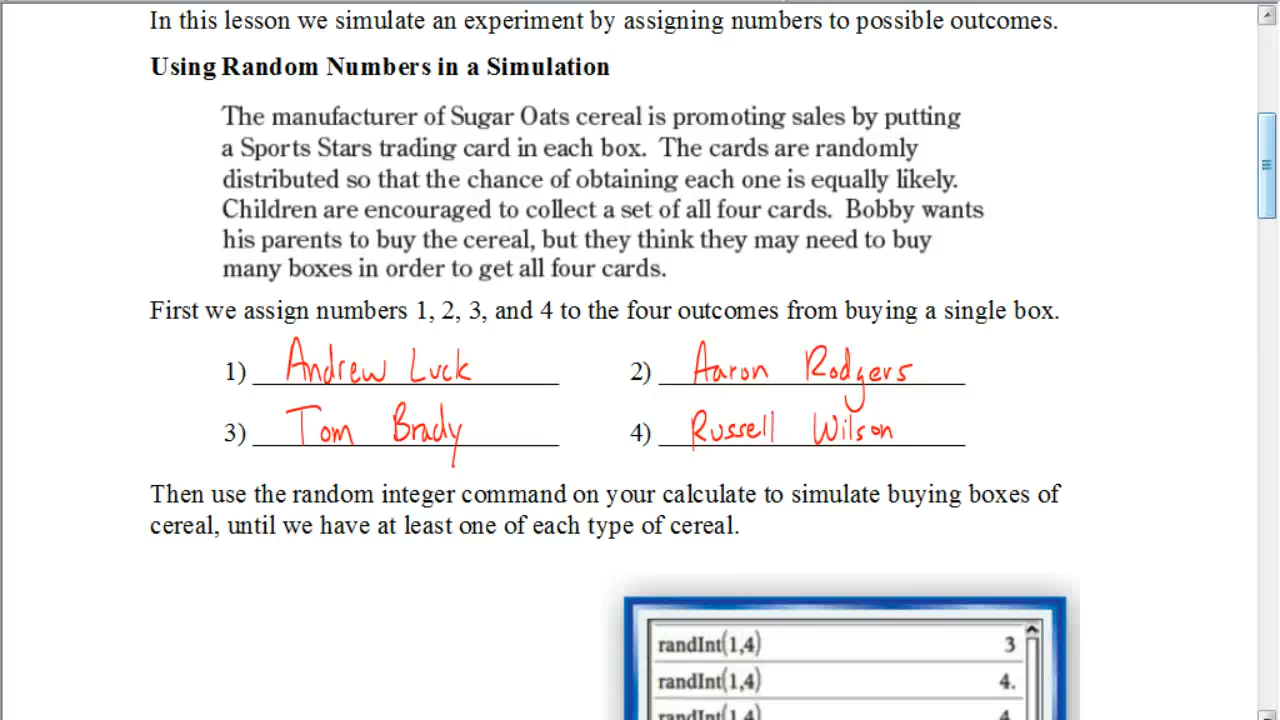 In this lesson we simulate an experiment by assigning numbers to possible outcomes.
Using Random Numbers in a Simulation
The manufacturer of Sugar Oats cereal is promoting sales by putting
a Sports Stars trading card in each box. The cards are randomly
distributed so that the chance of obtaining each one is equally likely.
Children are encouraged to collect a set of all four cards. Bobby wants
his parents to buy the cereal, but they think they may need to buy
many boxes in order to get all four cards.
First we assign numbers 1, 2, 3, and 4 to the four outcomes from buying a single box.
1) Andrew Luck 2) Aaron Rodgers
3) Tom Brady 4) Russell Wilson
Then use the random integer command on your calculate to simulate buying boxes of
cereal, until we have at least one of each type of cereal.
randInt(1,4) 3
randInt(1,4) 4.
randInt(1,4) 4